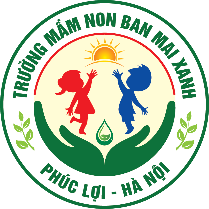 TRƯỜNG MẦM NON BAN MAI XANH
PHÚC LỢI - HÀ NỘI